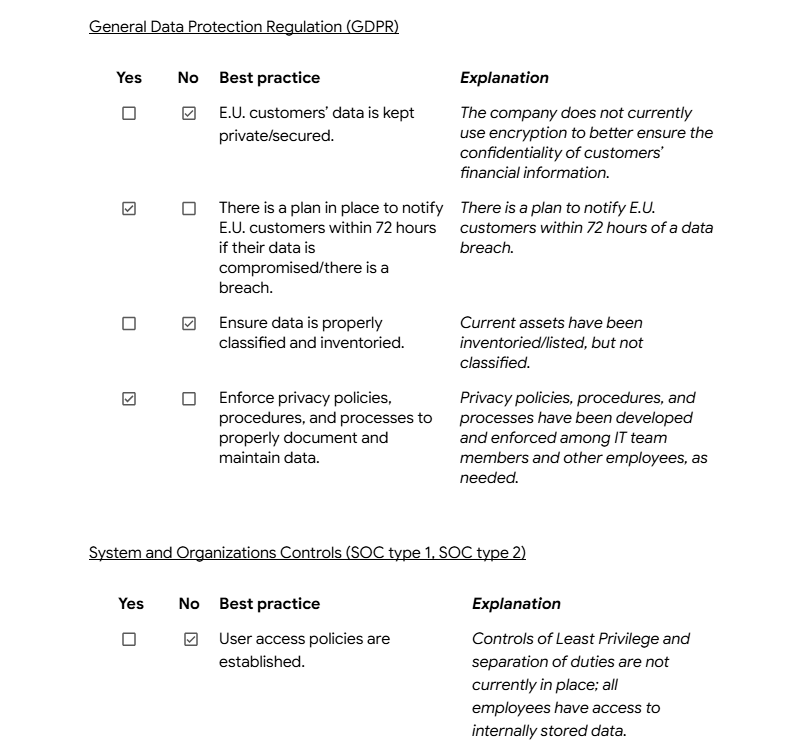 General Data Protection Regulation (GDPR)
Yes No Best practice Explanation
E.U. customers’ data is kept
private/secured.
The company does not currently
use encryption to better ensure the
confidentiality of customers’
financial information.
There is a plan in place to notify
E.U. customers within 72 hours
if their data is
compromised/there is a
breach.
There is a plan to notify E.U.
customers within 72 hours of a data
breach.
Ensure data is properly
classified and inventoried.
Current assets have been
inventoried/listed, but not
classified.
Enforce privacy policies,
procedures, and processes to
properly document and
maintain data.
Privacy policies, procedures, and
processes have been developed
and enforced among IT team
members and other employees, as
needed.
System and Organizations Controls (SOC type 1, SOC type 2)
Yes No Best practice Explanation
User access policies are
established.
Controls of Least Privilege and
separation of duties are not
currently in place; all
employees have access to
internally stored data.